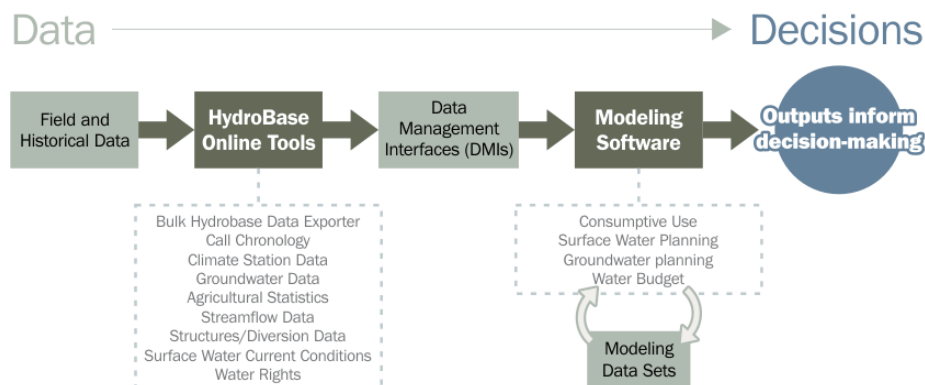 Data
Decisions
Field and
Historical Data
HydroBase
Online Tools
Data
Management
Interfaces (DMIs)
Modeling
Software
Outputs inform
decision-making
Bulk Hydrobase Data Exporter
Call Chronology
Climate Station Data
Groundwater Data
Agricultural Statistics
Streamflow Data
Structures/Diversion Data
Surface Water Current Conditions
Water Rights
Consumptive Use
Surface Water Planning
Groundwater planning
Water Budget
Modeling
Data Sets